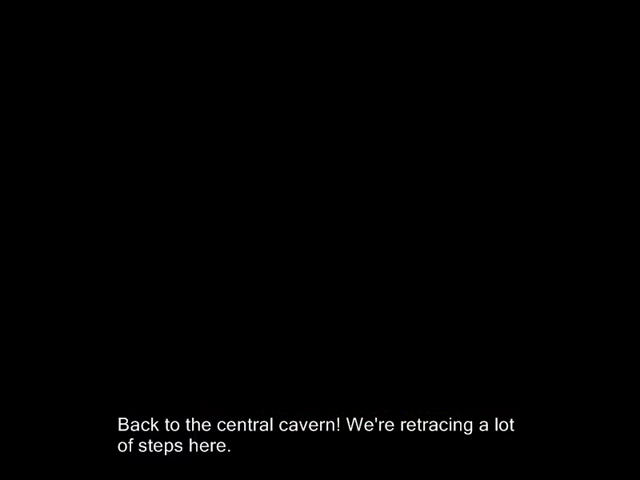 Back to the central cavern! We're retracing a lot
of steps here.